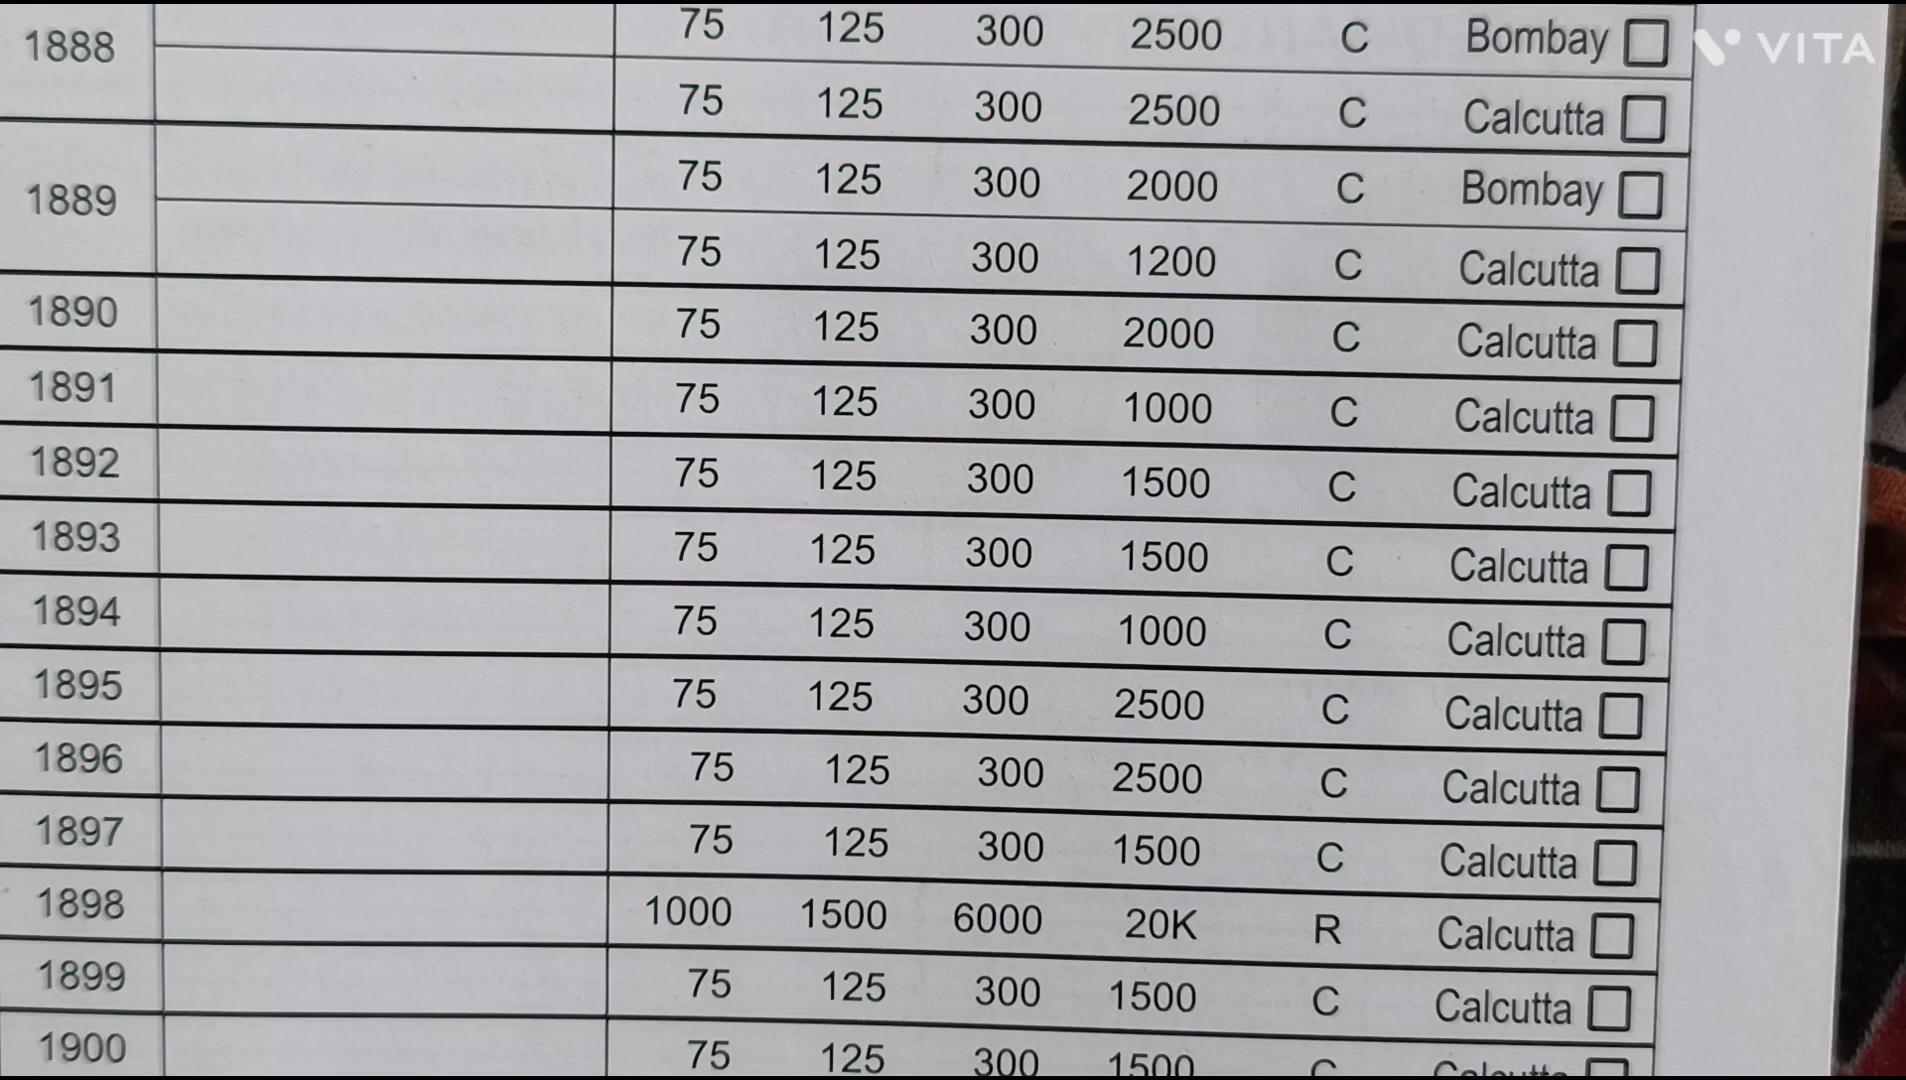 1888 75 125 300 2500 C Bombay
75 125 300 2500 C Calcutta
1889 75 125 300 2000 C Bombay
75 125 300 1200 C Calcutta
1890 75 125 300 2000 C Calcutta
1891 75 125 300 1000 C Calcutta
1892 75 125 300 1500 C Calcutta
1893 75 125 300 1500 C Calcutta
1894 75 125 300 1000 C Calcutta
1895 75 125 300 2500 C Calcutta
1896 75 125 300 2500 C Calcutta
1897 75 125 300 1500 C Calcutta
1898 1000 1500 6000 20K R Calcutta
1899 75 125 300 1500 C Calcutta
1900 75 125 300 1500 C Calcutta
VITA